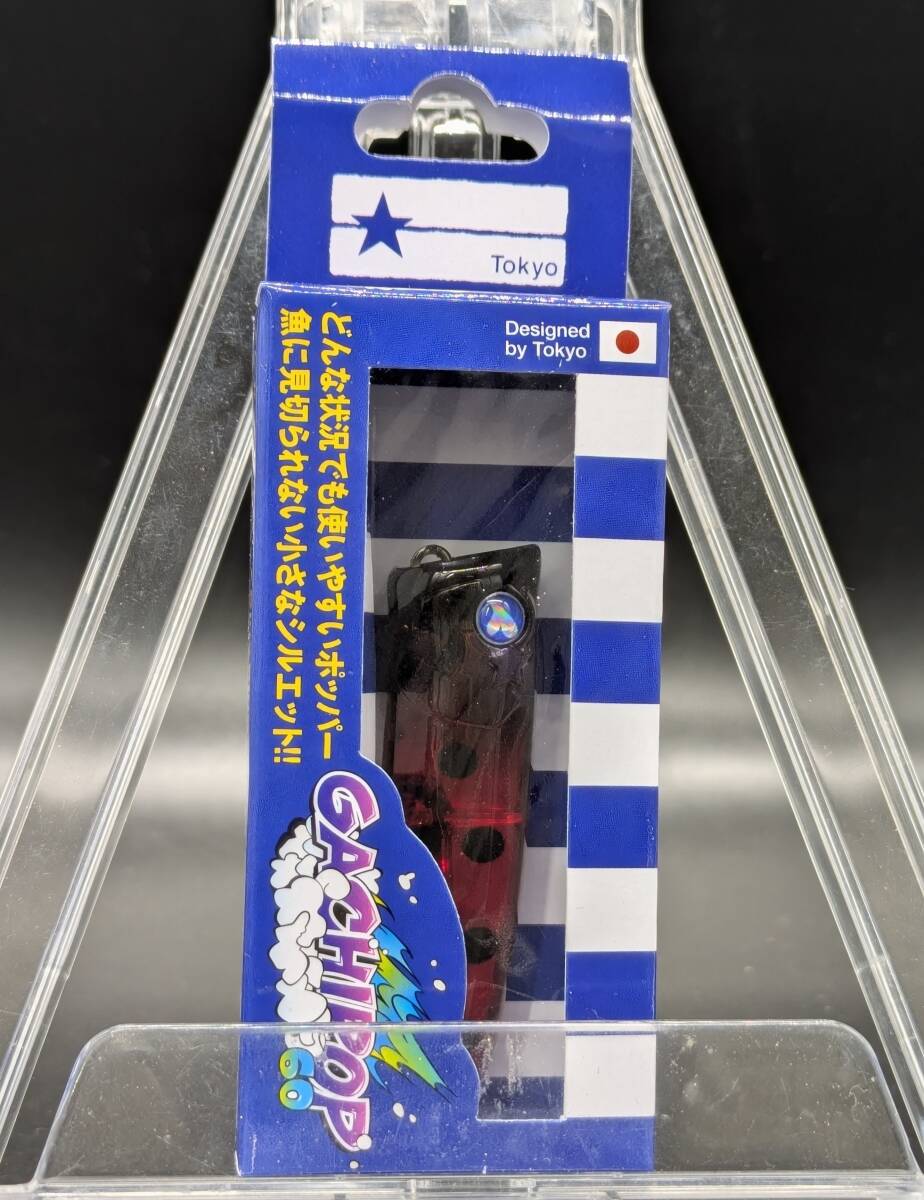 Tokyo
Designed
by Tokyo
どんな状況でも使いやすいポッパー
魚に見切られない小さなシルエット!!
GACHIPOP
60